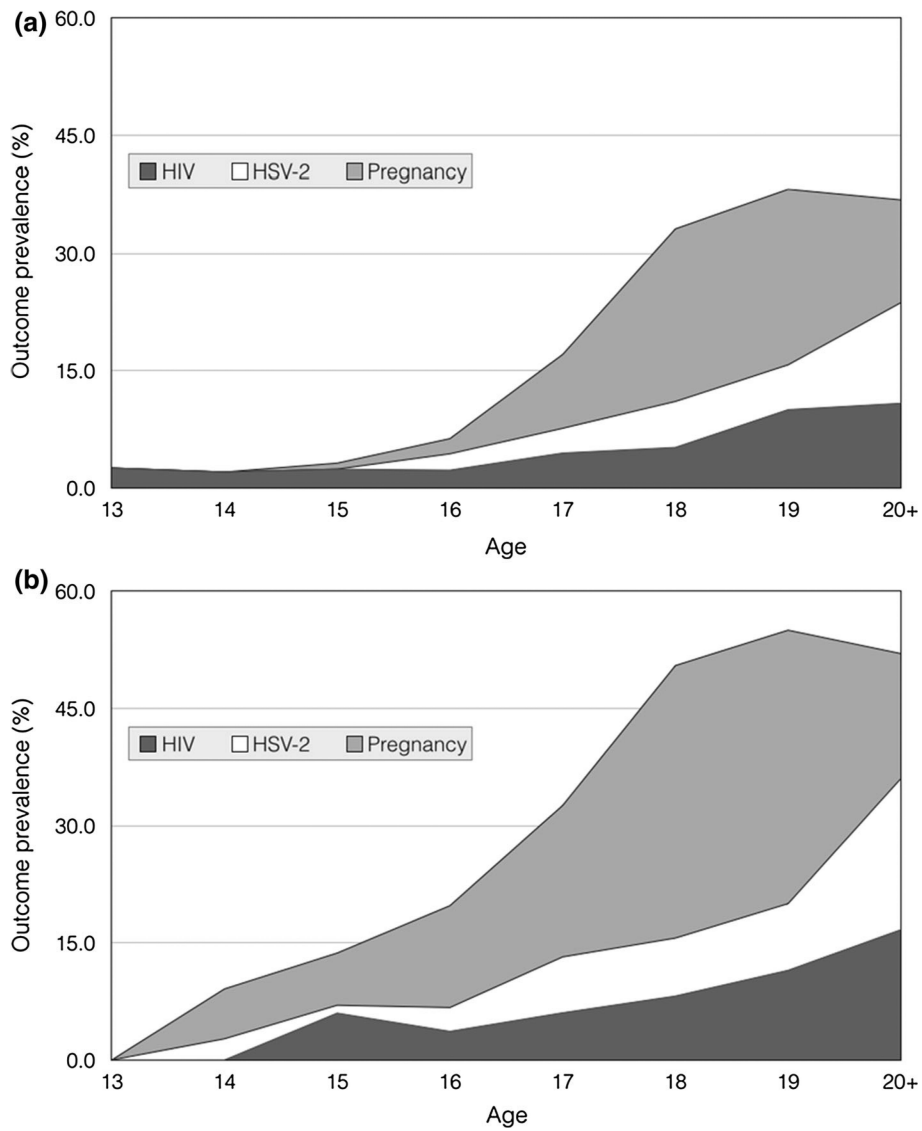 (a)
60.0
45.0
30.0
15.0
0.0
Outcome prevalence (%)
HIV HSV-2 Pregnancy
13 14 15 16 17 18 19 20+
Age
(b)
60.0
45.0
30.0
15.0
0.0
Outcome prevalence (%)
HIV HSV-2 Pregnancy
13 14 15 16 17 18 19 20+
Age